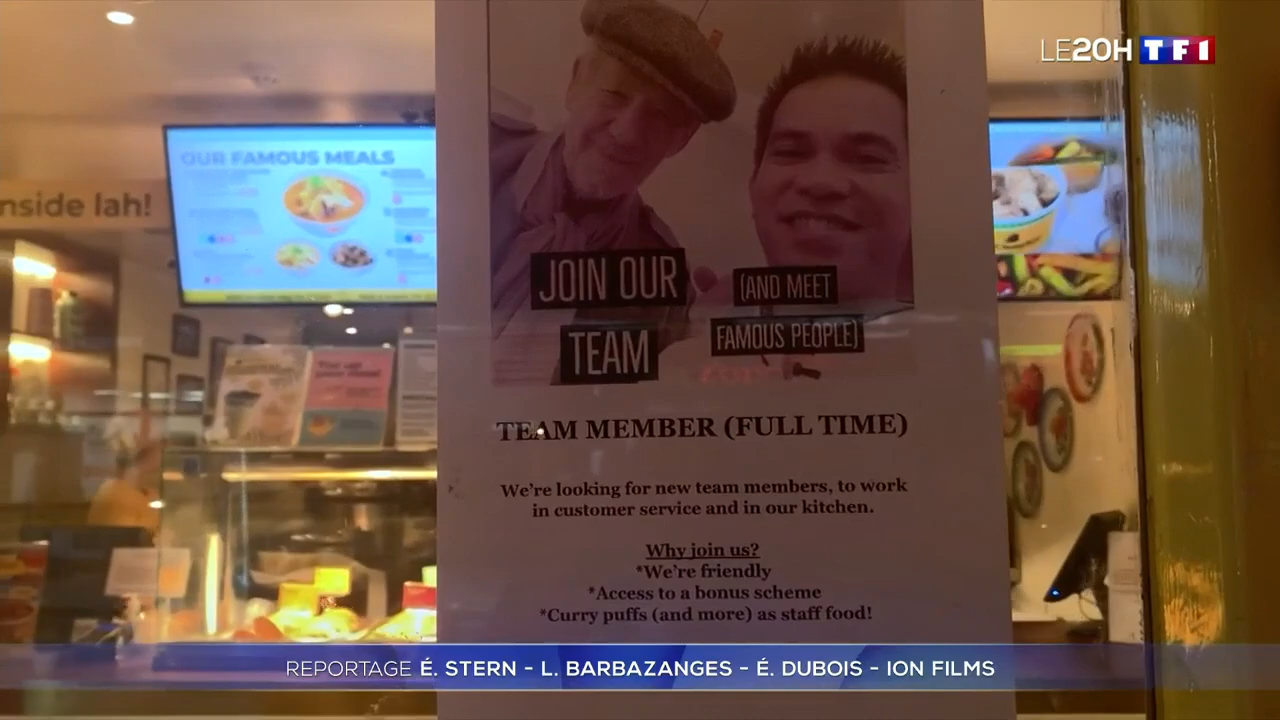 LE20H TF1
OUR FAMOUS MEALS
nside lah!
JOIN OUR
TEAM
(AND MEET
FAMOUS PEOPLE)
TEAM MEMBER (FULL TIME)
We're looking for new team members, to work
in customer service and in our kitchen.
Why join us?
*We're friendly
*Access to a bonus scheme
*Curry puffs (and more) as staff food!
REPORTAGE É. STERN - L. BARBAZANGES - É. DUBOIS - ION FILMS